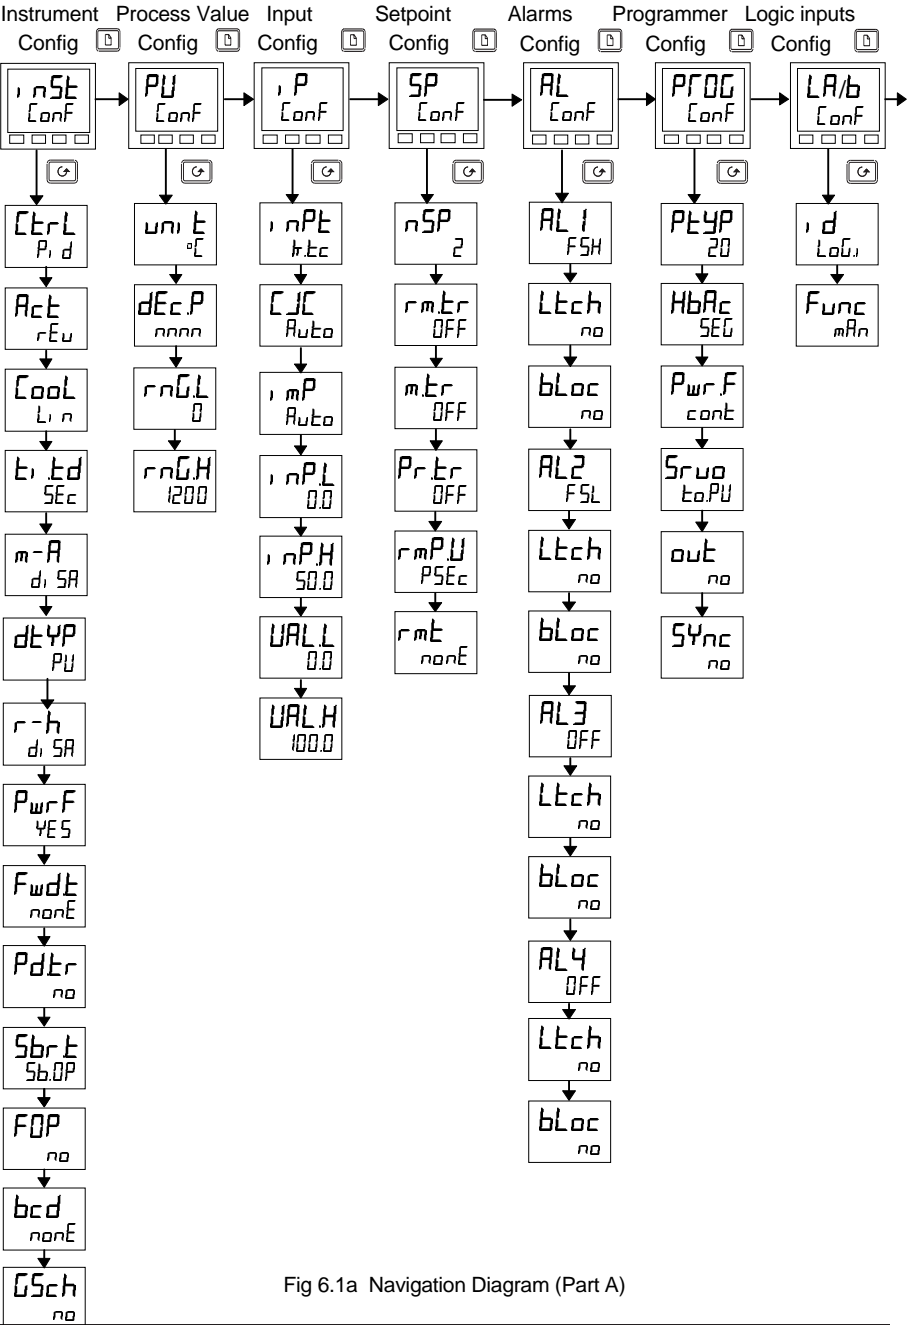 Instrument Process Value Input Setpoint Alarms Programmer Logic inputs
Config Config Config Config Config Config Config
inSt PV iP SP AL PrOG LA/b
ConF ConF ConF ConF ConF ConF ConF
CtrL
Pid
Act
rEv
CooL
Lin
ti.td
SEc
m-A
diSA
dtYP
PV
r-h
diSA
PwrF
YES
Fwd.t
nonE
Pd.tr
no
Sbr.t
Sb.OP
FOP
no
bcd
nonE
GSch
no
unit
°C
dEc.P
nnnn
rnG.L
0
rnG.H
1200
inPt
k.tc
CJC
Auto
imP
Auto
inP.L
0.0
inP.H
50.0
VAL.L
0.0
VAL.H
100.0
nSP
2
rm.tr
OFF
m.tr
OFF
Pr.tr
OFF
rmP.U
PSEc
rmt
nonE
AL1
FSH
Ltch
no
bLoc
no
AL2
FSL
Ltch
no
bLoc
no
AL3
OFF
Ltch
no
bLoc
no
AL4
OFF
Ltch
no
bLoc
no
PtYP
20
HbAc
SEG
Pwr.F
cont
Srvo
to.PV
out
no
SYnc
no
id
LoG.i
Func
mAn
Fig 6.1a Navigation Diagram (Part A)